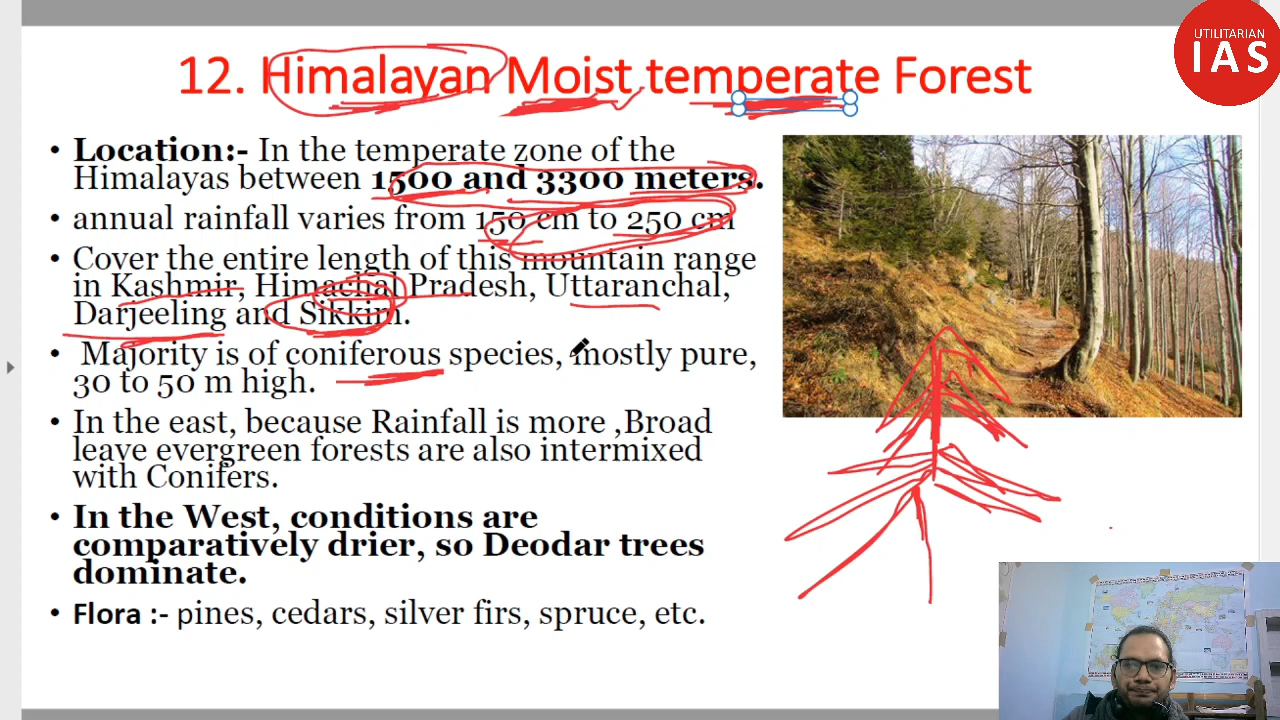 UTILITARIAN
IAS
12. Himalayan Moist temperate Forest
• Location:- In the temperate zone of the
Himalayas between 1500 and 3300 meters.
• annual rainfall varies from 150 cm to 250 cm
• Cover the entire length of this mountain range
in Kashmir, Himachal Pradesh, Uttaranchal,
Darjeeling and Sikkim.
• Majority is of coniferous species, mostly pure,
30 to 50 m high.
• In the east, because Rainfall is more ,Broad
leave evergreen forests are also intermixed
with Conifers.
• In the West, conditions are
comparatively drier, so Deodar trees
dominate.
• Flora :- pines, cedars, silver firs, spruce, etc.